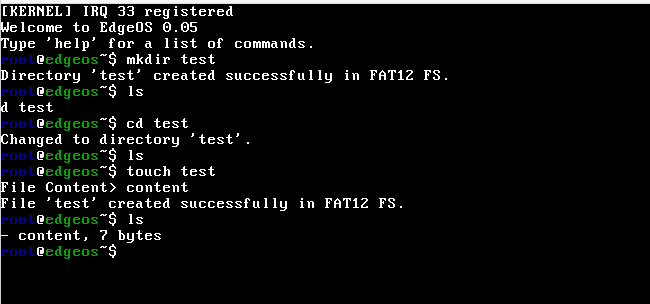 [KERNEL] IRQ 33 registered
Welcome to EdgeOS 0.05
Type 'help' for a list of commands.
root@edgeos~$ mkdir test
Directory 'test' created successfully in FAT12 FS.
root@edgeos~$ ls
d test
root@edgeos~$ cd test
Changed to directory 'test'.
root@edgeos~$ ls
root@edgeos~$ touch test
File Content> content
File 'test' created successfully in FAT12 FS.
root@edgeos~$ ls
- content, 7 bytes
root@edgeos~$